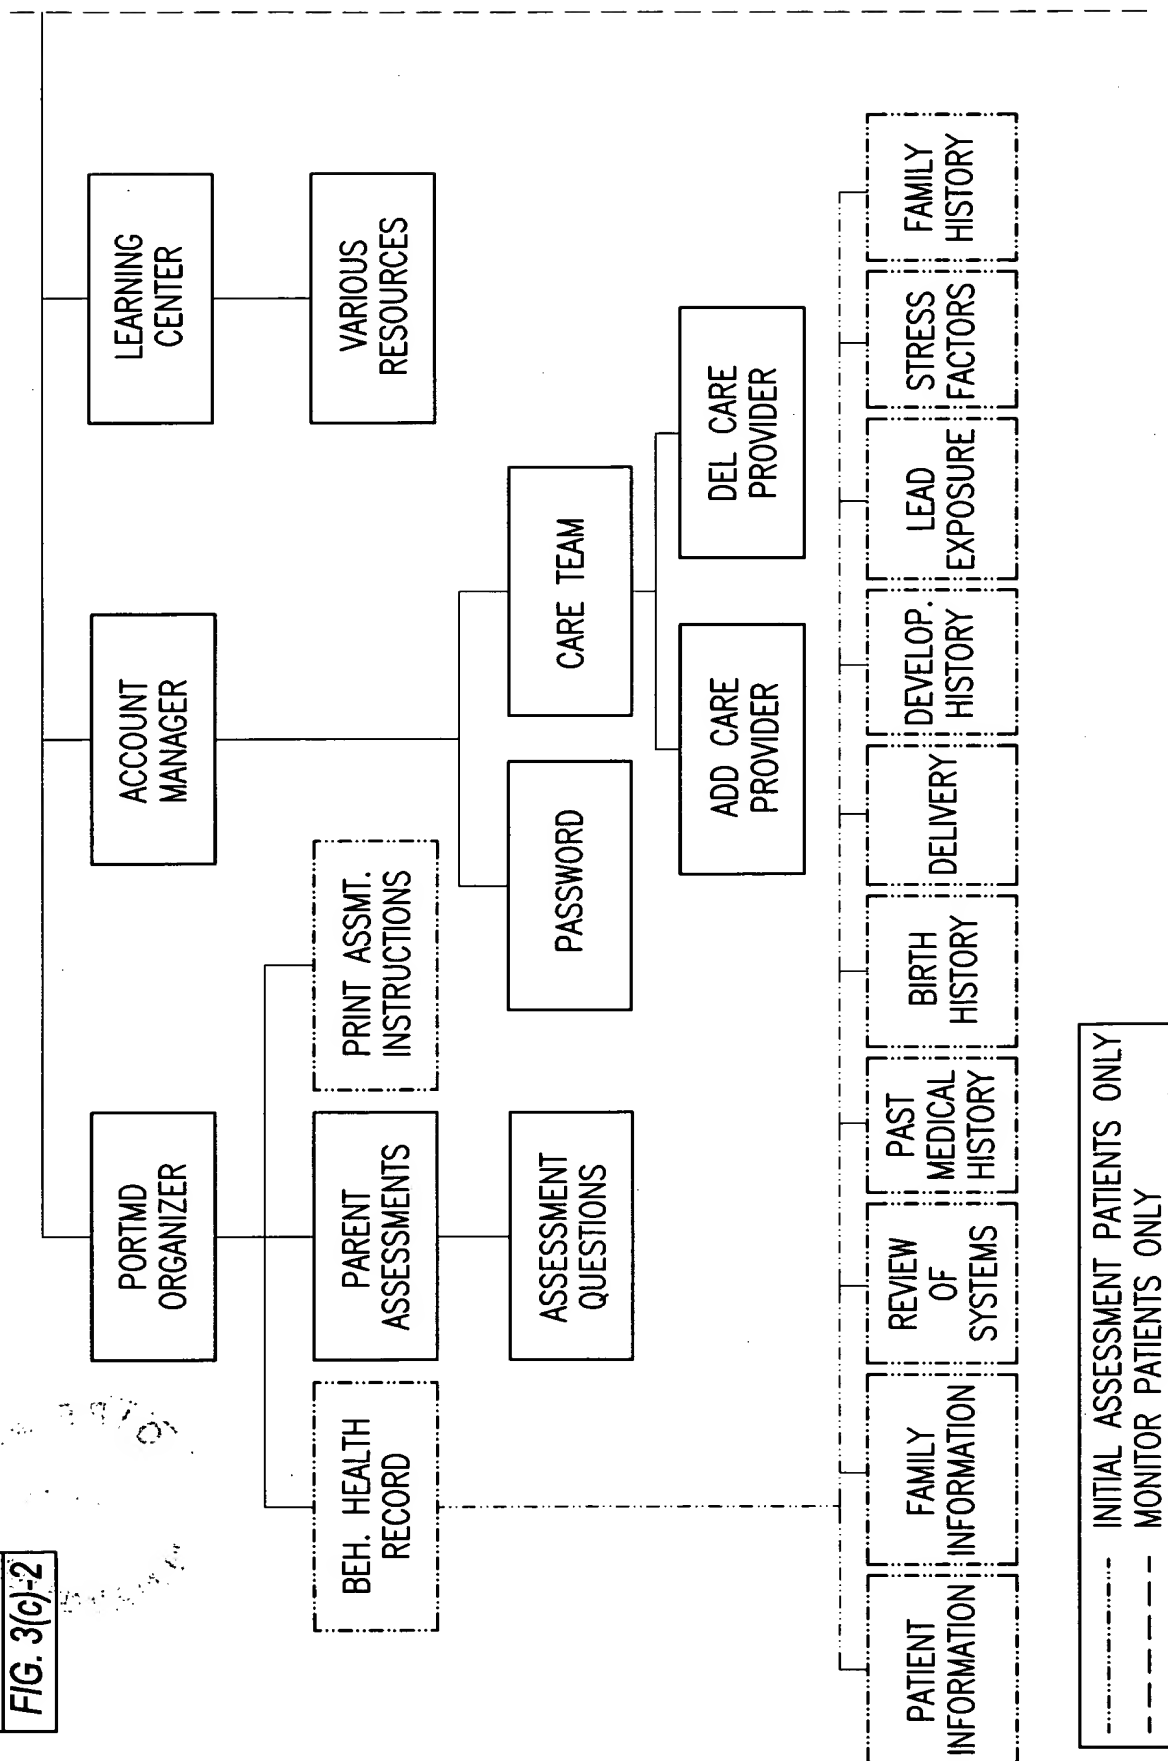 FIG. 3(c)-2
PORTMD
ORGANIZER
ACCOUNT
MANAGER
LEARNING
CENTER
BEH. HEALTH
RECORD
PARENT
ASSESSMENTS
PRINT ASSMT.
INSTRUCTIONS
VARIOUS
RESOURCES
ASSESSMENT
QUESTIONS
PASSWORD
CARE TEAM
ADD CARE
PROVIDER
DEL CARE
PROVIDER
PATIENT
INFORMATION
FAMILY
INFORMATION
REVIEW
OF
SYSTEMS
PAST
MEDICAL
HISTORY
BIRTH
HISTORY
DELIVERY
DEVELOP.
HISTORY
LEAD
EXPOSURE
STRESS
FACTORS
FAMILY
HISTORY
INITIAL ASSESSMENT PATIENTS ONLY
MONITOR PATIENTS ONLY